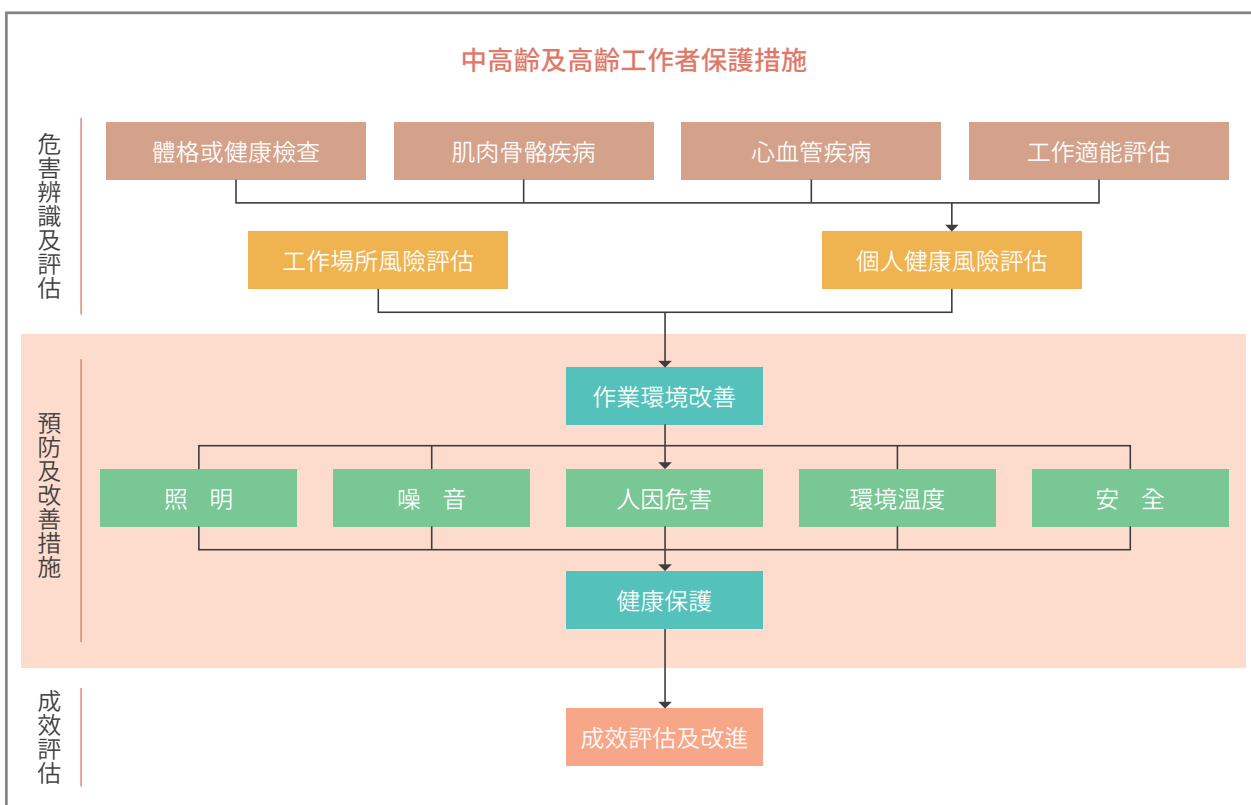 中高齡及高齡工作者保護措施
危害辨識及評估
體格或健康檢查
肌肉骨骼疾病
心血管疾病
工作適能評估
工作場所風險評估
個人健康風險評估
預防及改善措施
作業環境改善
照　明
噪　音
人因危害
環境溫度
安　全
健康保護
成效評估
成效評估及改進